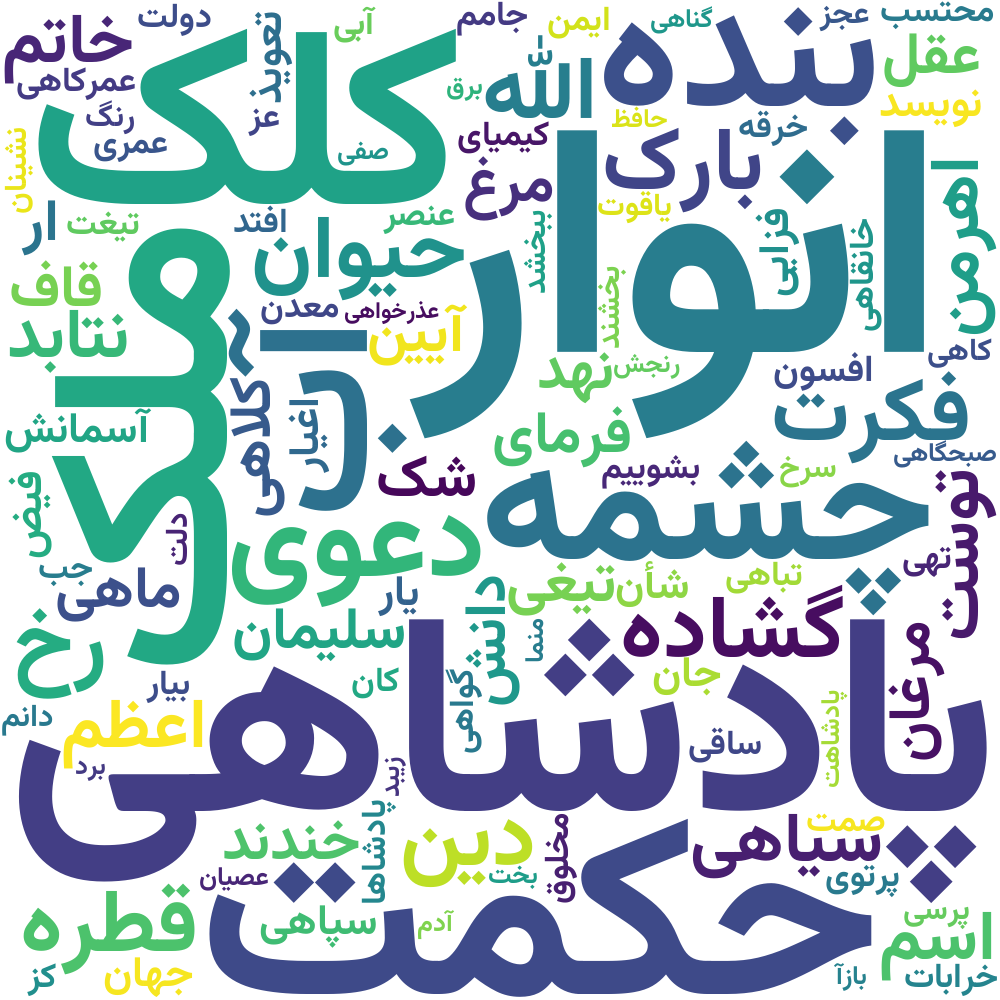 دولت
تعویذ
آبی
جامم
ایمن
گناهی
عجز
محتسب
خاتم
کلک
بنده
عقل
عمرکاهی
عز
برق
الله
نویسد
رنگ
عمری
صفی
کیمیای
حافظ
خرقه
نشینان
مرغ
بارک
اهرمن
ار
تیغت
افتد
عنصر
یاقوت
انوار
ملک
حیوان
ببخشد
فزایی
خانقاهی
قاف
معدن
عذرخواهی
بخشند
نتابد
آب
آیین
نهد
رنجش
افسون
کاهی
کلاهی
اغیار
فکرت
آسمانش
فرمای
صبحگاهی
شک
چشمه
بشوییم
سرخ
فیض
دلت
دعوی
توست
تهی
جب
ماهی
یار
دانش
تیغی
شأن
تباهی
رخ
سلیمان
منما
گشاده
مرغان
بیار
کان
گواهی
جان
دانم
اعظم
پادشاهی
ساقی
پادشاهت
برد
زیبد
خندند
پادشاها
دین
مخلوق
سیاهی
صمت
عصیان
حکمت
بخت
پرتوی
قطره
سپاهی
آدم
پرسی
اسم
کز
جهان
بازآ
خرابات